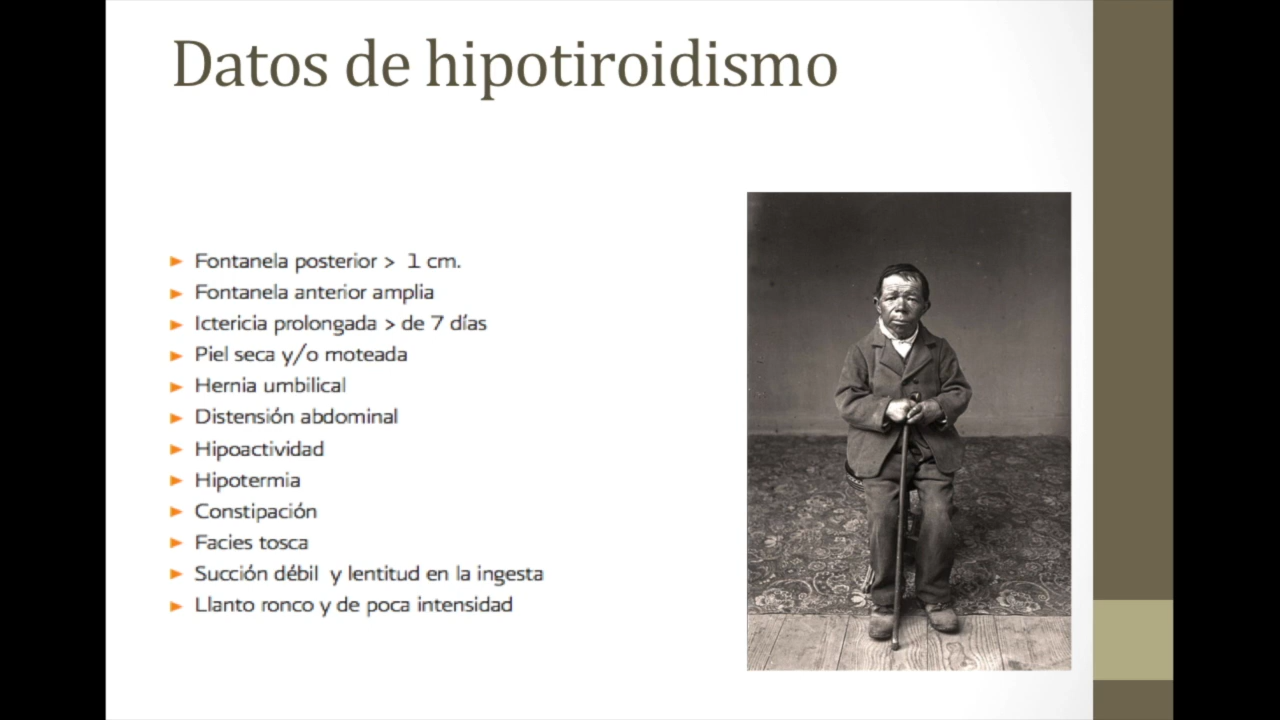 Datos de hipotiroidismo
Fontanela posterior > 1 cm.
Fontanela anterior amplia
Ictericia prolongada > de 7 días
Piel seca y/o moteada
Hernia umbilical
Distensión abdominal
Hipoactividad
Hipotermia
Constipación
Facies tosca
Succión débil y lentitud en la ingesta
Llanto ronco y de poca intensidad